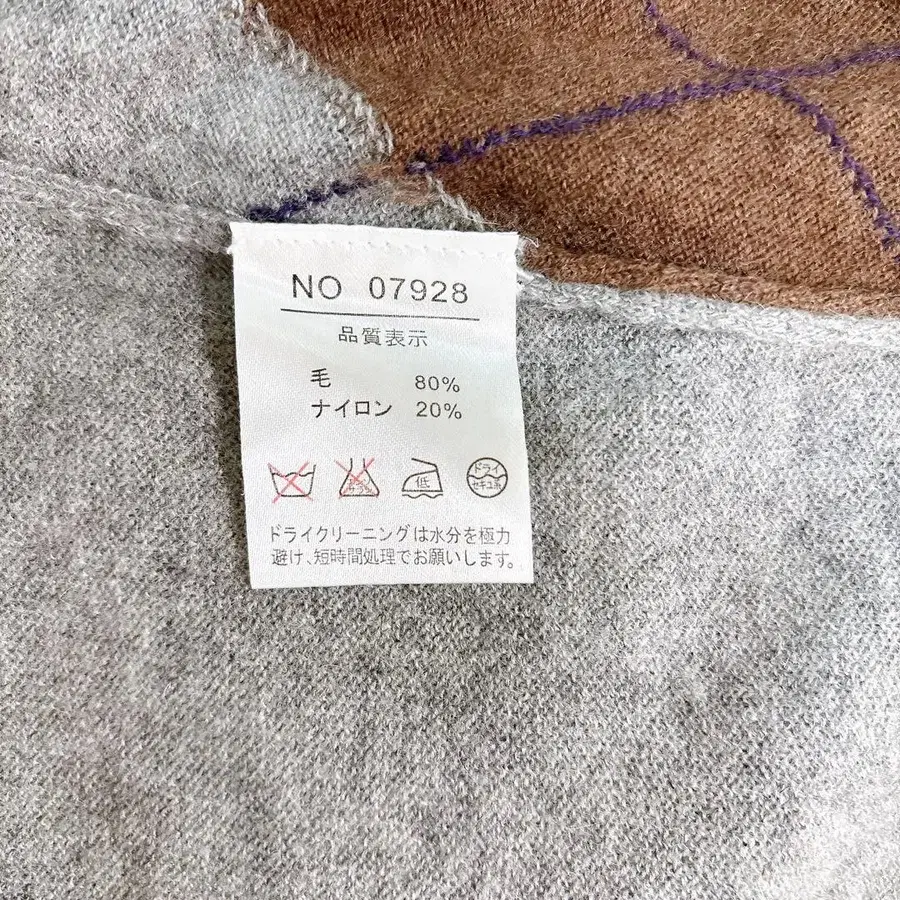 NO 07928
品質表示
毛 80%
ナイロン 20%
低
ドライ
セキユ系
ドライクリーニングは水分を極力
避け、短時間処理でお願いします。